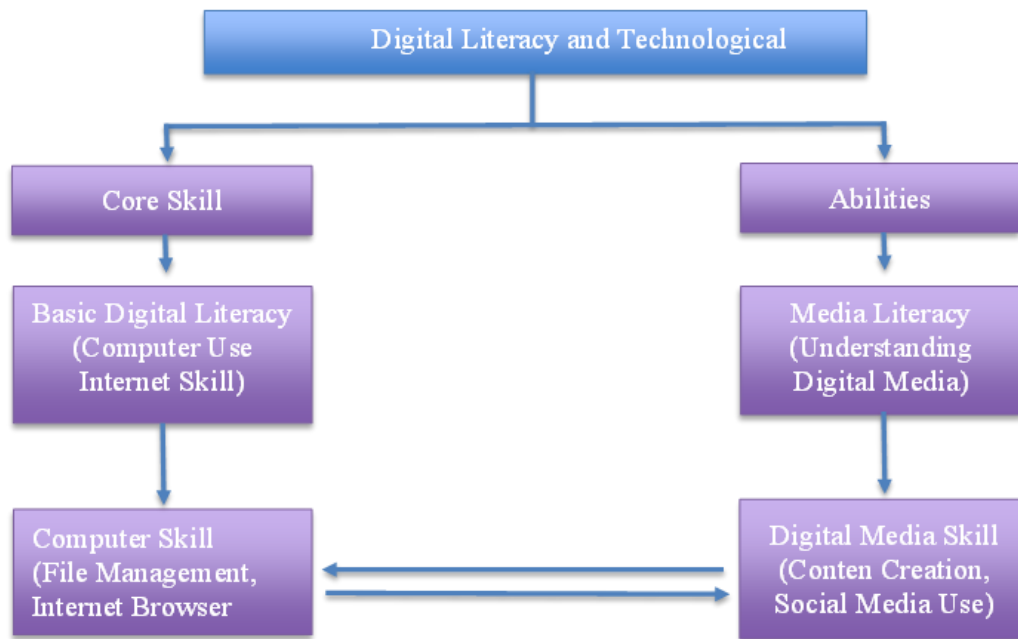 Digital Literacy and Technological
Core Skill
Abilities
Basic Digital Literacy
(Computer Use
Internet Skill)
Media Literacy
(Understanding
Digital Media)
Computer Skill
(File Management,
Internet Browser
Digital Media Skill
(Conten Creation,
Social Media Use)